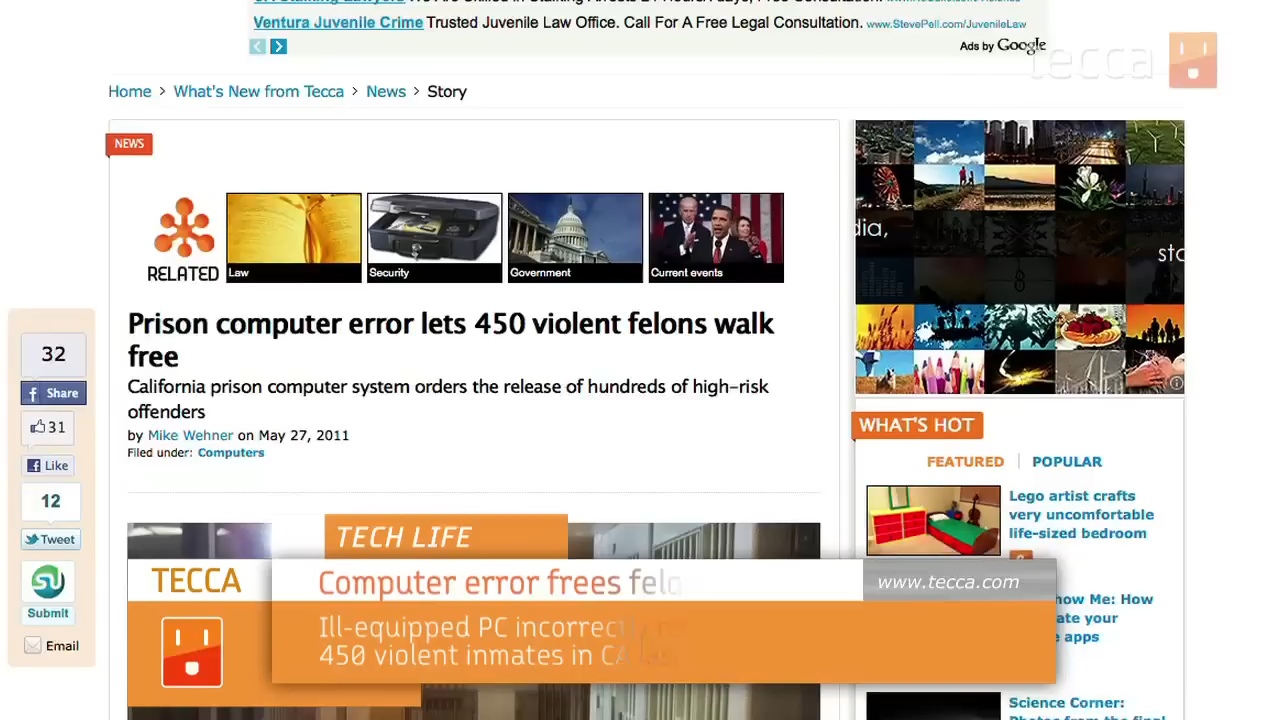 Ventura Juvenile Crime Trusted Juvenile Law Office. Call For A Free Legal Consultation. www.StevePell.com/JuvenileLaw
Ads by Google
tecca
Home > What's New from Tecca > News > Story
NEWS
RELATED
Law
Security
Government
Current events
dia,
sto
Prison computer error lets 450 violent felons walk
free
California prison computer system orders the release of hundreds of high-risk
offenders
by Mike Wehner on May 27, 2011
Filed under: Computers
32
Share
31
Like
12
Tweet
Submit
Email
WHAT'S HOT
FEATURED | POPULAR
Lego artist crafts
very uncomfortable
life-sized bedroom
how Me: How
ate your
e apps
Science Corner:
TECH LIFE
TECCA
Computer error frees felo
www.tecca.com
Ill-equipped PC incorrec
450 violent inmates in CA